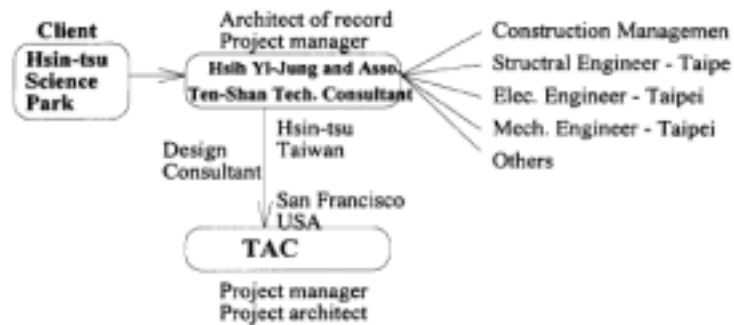 Client
Hsin-tsu
Science
Park
Architect of record
Project manager
Hsih Yi-Jung and Asso.
Ten-Shan Tech. Consultant
Construction Managemen
Structral Engineer - Taipe
Elec. Engineer - Taipei
Mech. Engineer - Taipei
Others
Design
Consultant
Hsin-tsu
Taiwan
San Francisco
USA
TAC
Project manager
Project architect